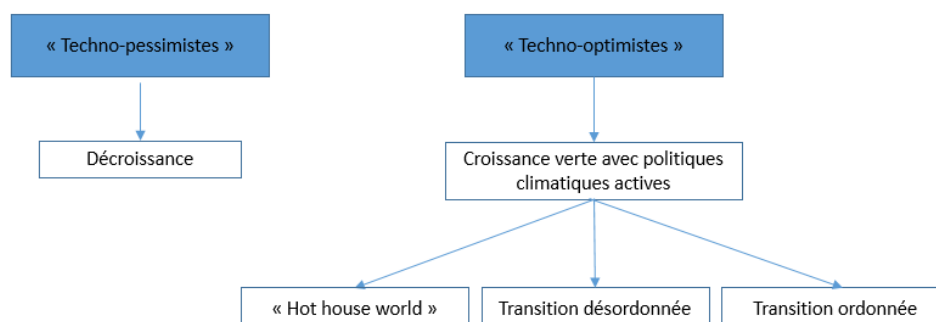 « Techno-pessimistes »
« Techno-optimistes »
Décroissance
Croissance verte avec politiques
climatiques actives
« Hot house world »
Transition désordonnée
Transition ordonnée